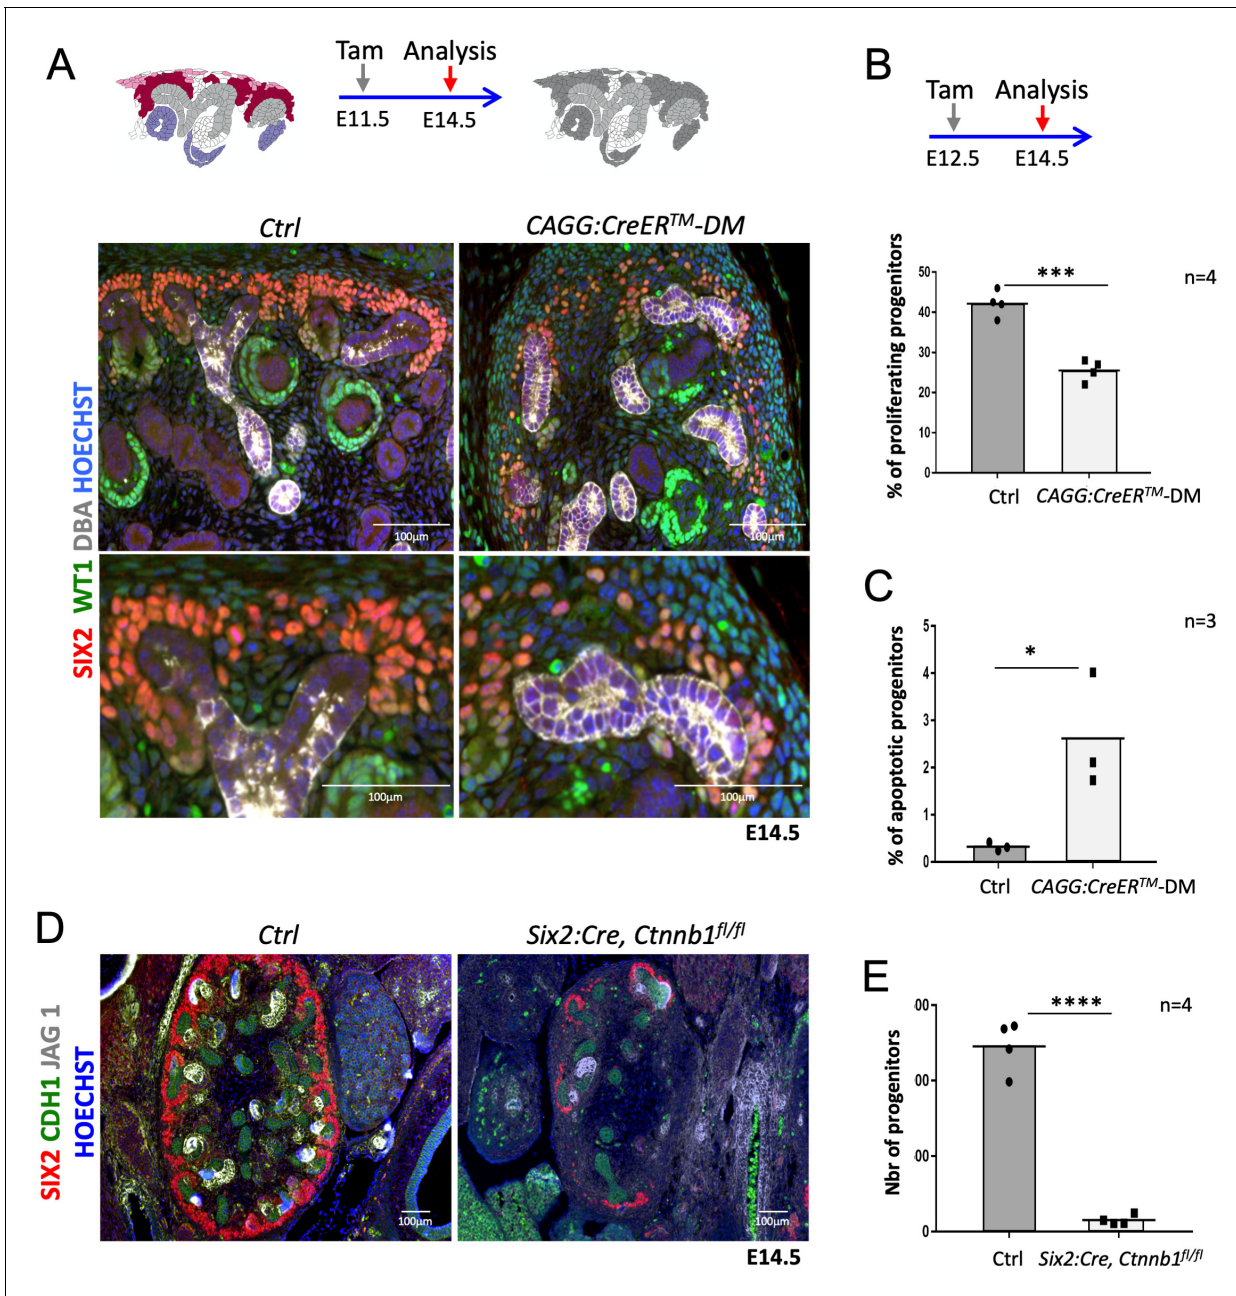 A
Tam Analysis
E11.5 E14.5
Ctrl
CAGG:CreER™-DM
SIX2 WT1 DBA HOECHST
100µm
100µm
100µm
100µm
E14.5
B
Tam Analysis
E12.5 E14.5
% of proliferating progenitors
50
40
30
20
10
0
***
n=4
Ctrl CAGG:CreER™-DM
C
% of apoptotic progenitors
5
4
3
2
1
0
*
n=3
Ctrl CAGG:CreER™-DM
D
Ctrl
Six2:Cre, Ctnnb1fl/fl
SIX2 CDH1 JAG 1
HOECHST
100µm
100µm
E14.5
E
Nbr of progenitors
00
00
00
0
****
n=4
Ctrl Six2:Cre, Ctnnb1fl/fl